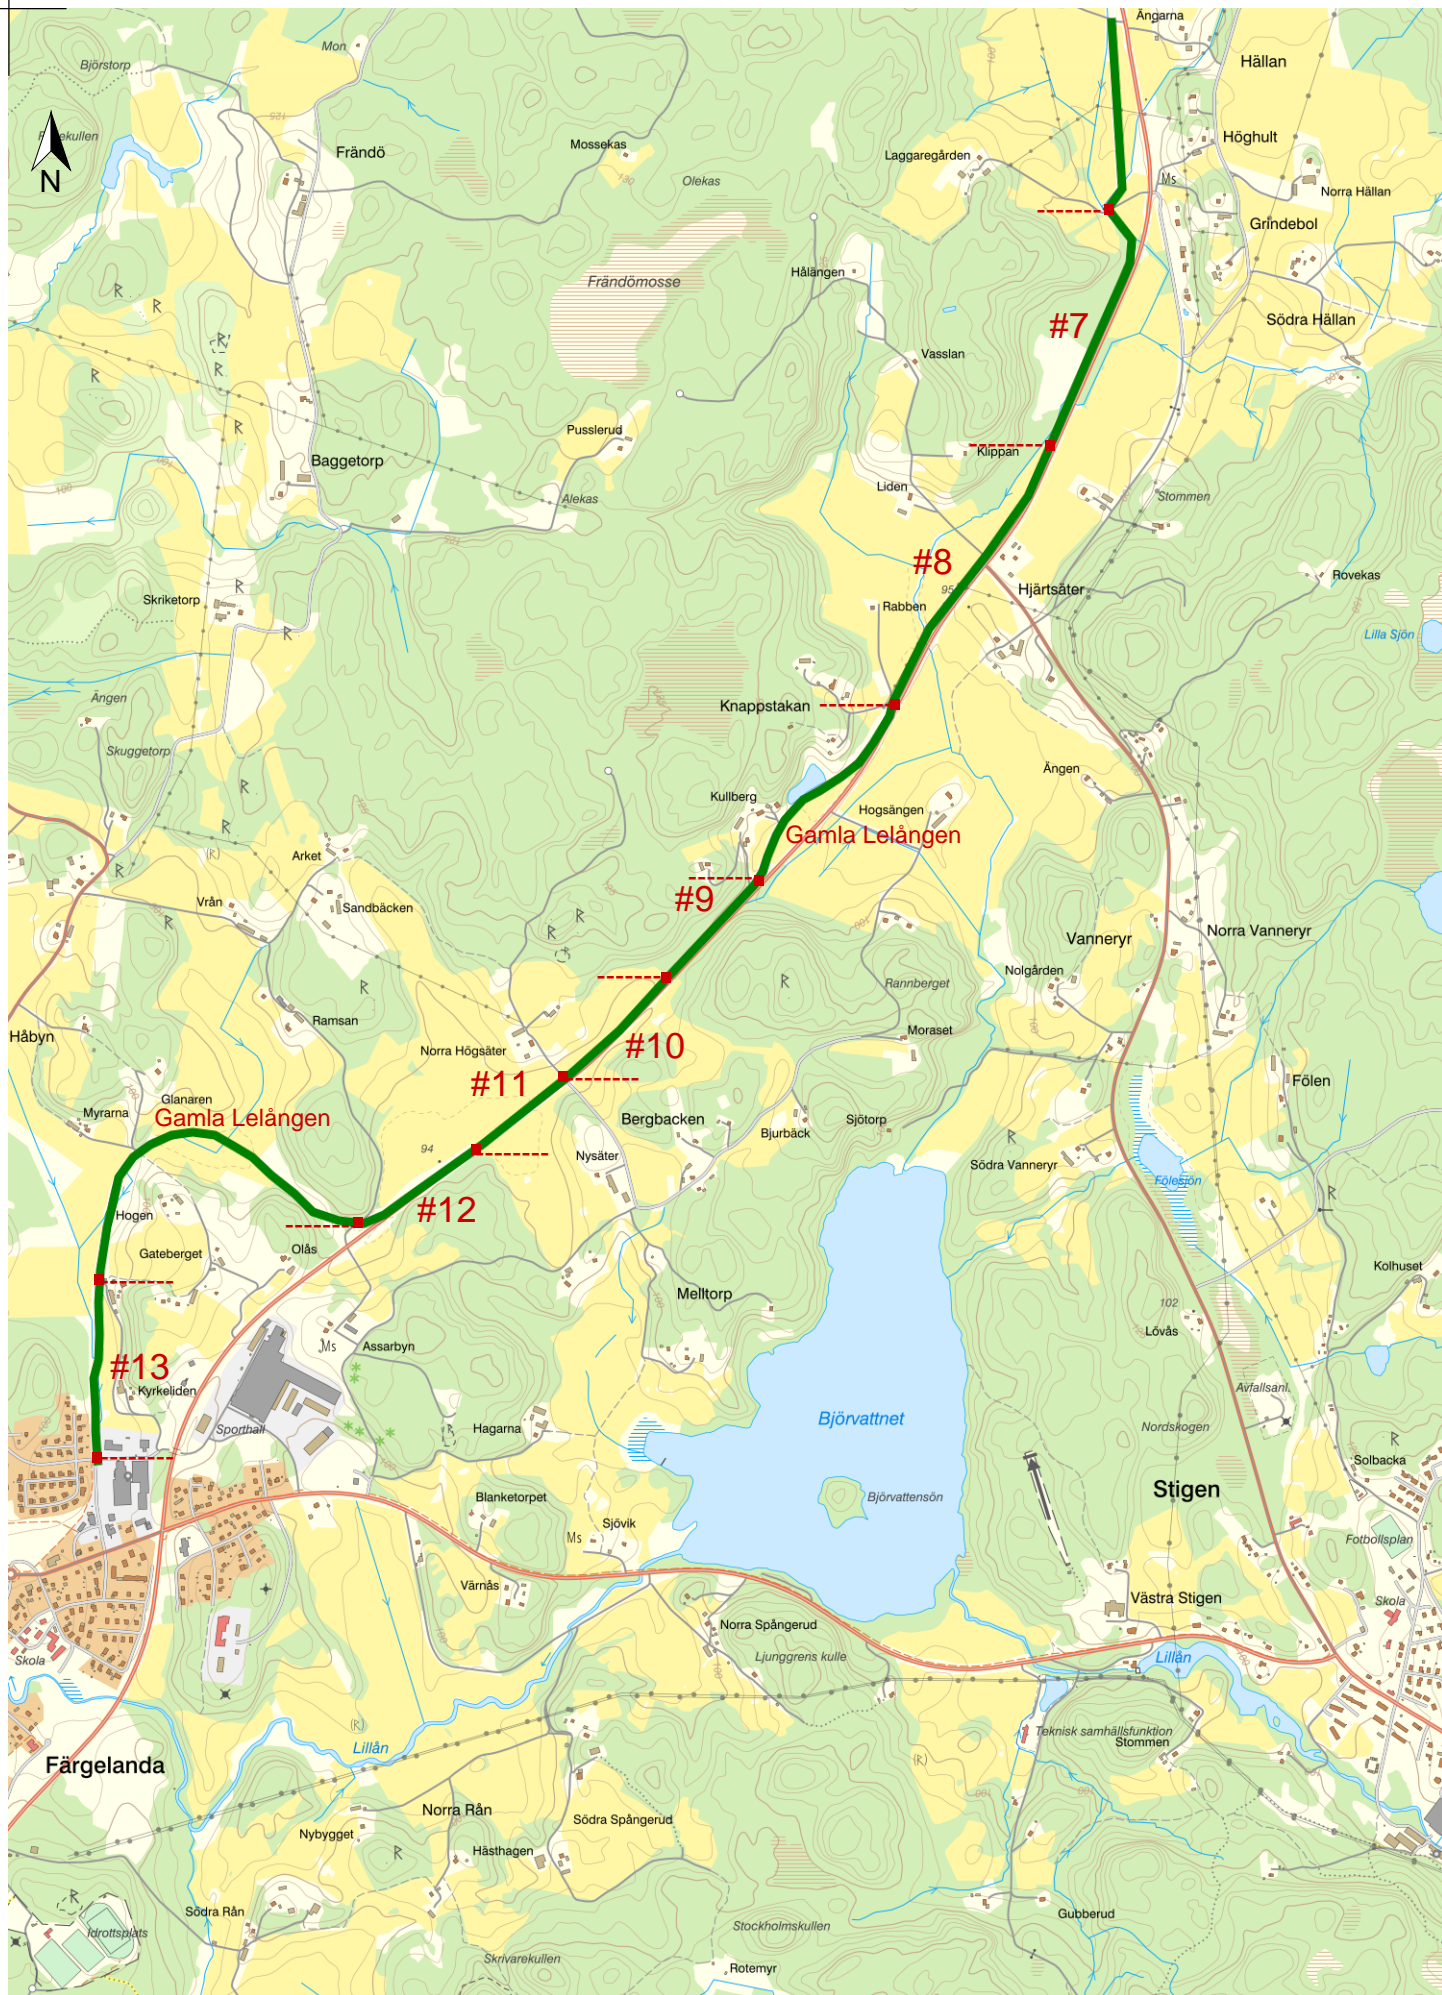 Ängarna
Mon
Hällan
Björstorp
N
Höghult
Frändö
Mossekas
Laggaregården
130
Olekas
Ms
Norra Hällan
Grindebol
Hålängen
Frändömosse
#7
Södra Hällan
Vasslan
Pusslerud
Klippan
Baggetorp
Liden
Alekas
Stommen
100
#8
Hjärtsäter
Rovekas
95
Skriketorp
Rabben
Lilla Sjön
Ängen
Knappstakan
Skuggetorp
Ängen
Kullberg
Hogsängen
Gamla Lelången
(R)
Arket
#9
Vrån
Sandbäcken
Vanneryr
Norra Vanneryr
Nolgården
Rannberget
Ramsan
Håbyn
Moraset
#10
Norra Högsäter
#11
Fölen
Glanaren
Myrarna
Gamla Lelången
Bergbacken
Bjurbäck
Sjötorp
94
Nysäter
Södra Vanneryr
Fölesjön
#12
Hogen
Olås
Gateberget
Kolhuset
Melltorp
102
Lövås
Ms
Assarbyn
#13
Kyrkeliden
Avfallsanl.
Björvattnet
Sporthall
Hagarna
Nordskogen
Solbacka
Stigen
Blanketorpet
Björvattensön
Sjövik
Ms
Fotbollsplan
Värnås
Västra Stigen
Skola
Norra Spångerud
Skola
Ljunggrens kulle
Lillån
(R)
Teknisk samhällsfunktion
Stommen
Lillån
Färgelanda
(R)
Norra Rån
Södra Spångerud
Nybygget
Hästhagen
Södra Rån
Gubberud
Idrottsplats
Stockholmskullen
Skrivarekullen
Rotemyr